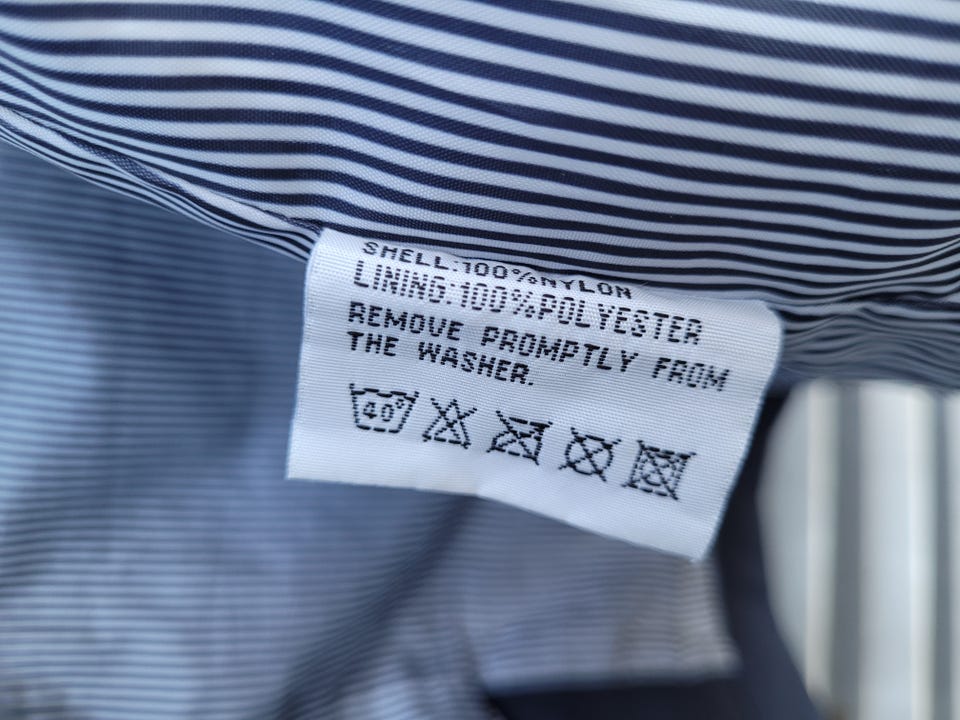 SHELL:100%NYLON
LINING:100%POLYESTER
REMOVE PROMPTLY FROM
THE WASHER.
40°